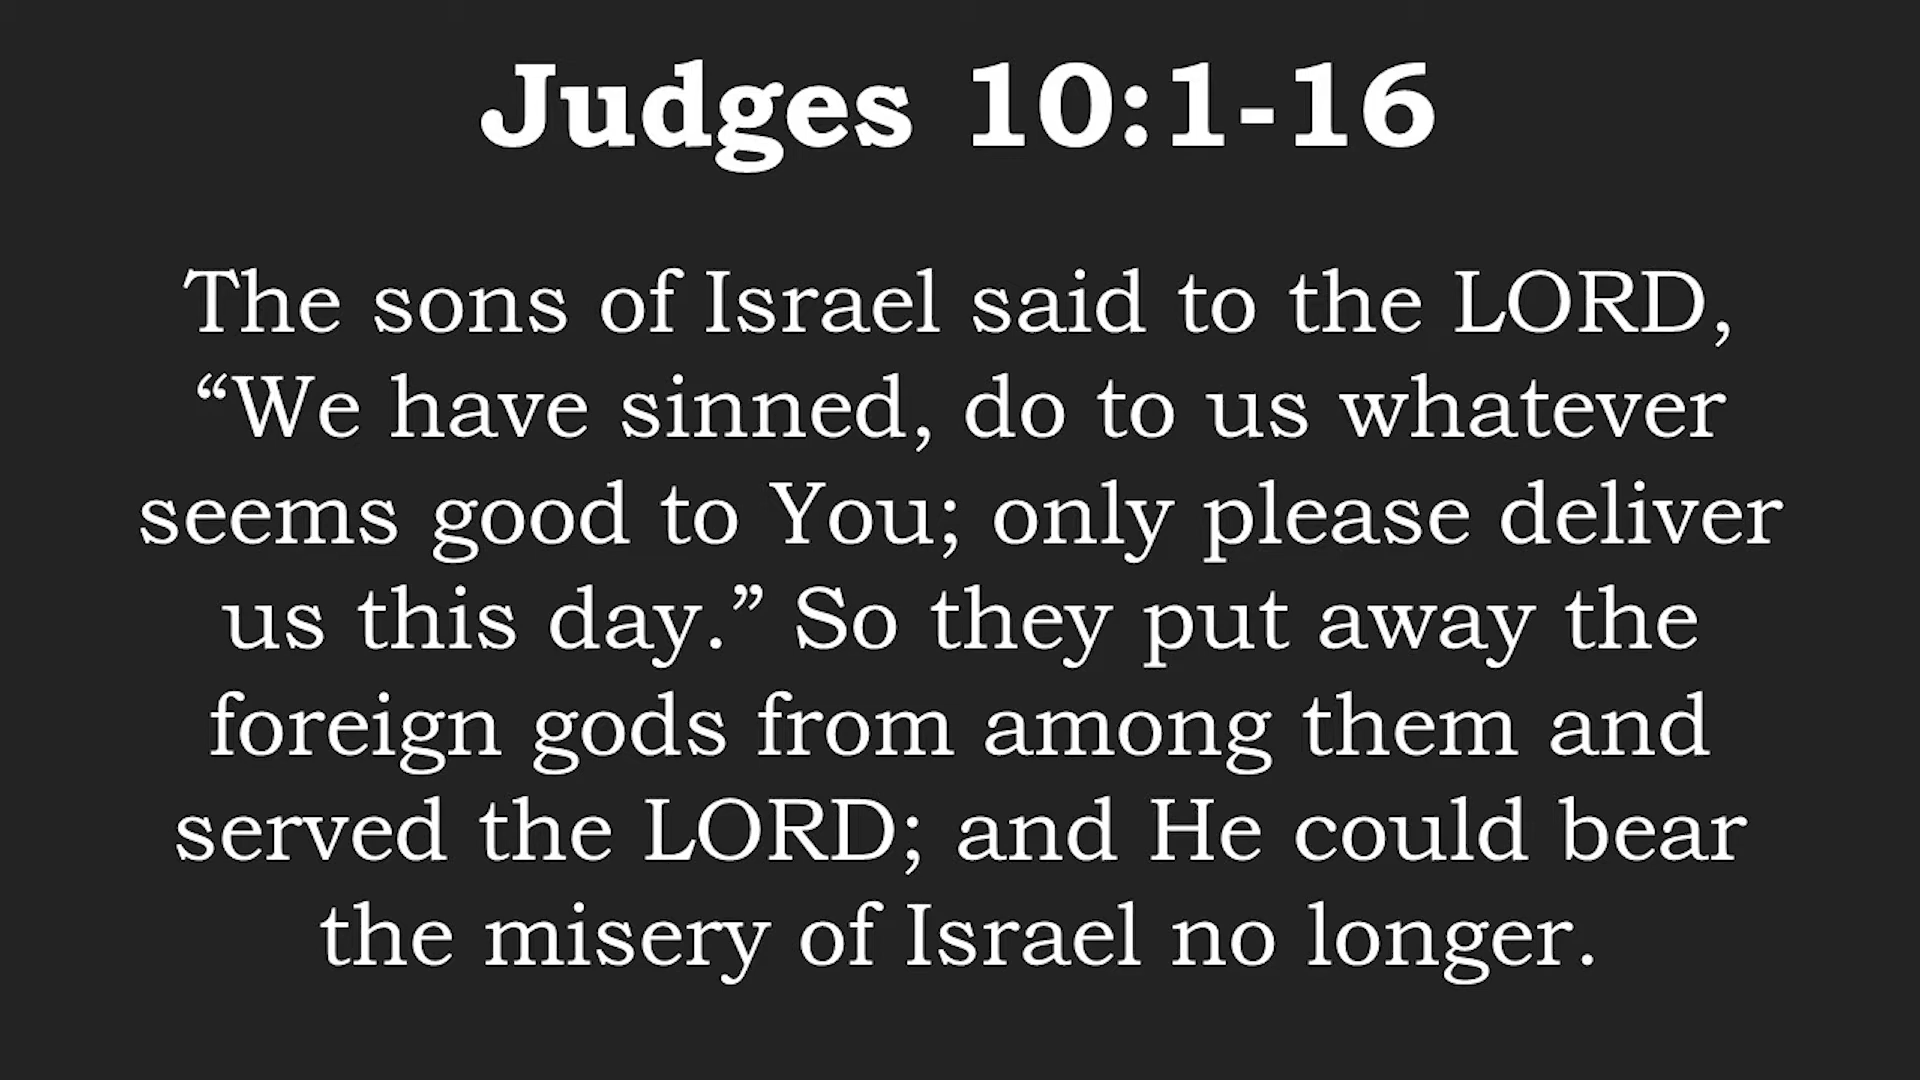 Judges 10:1-16
The sons of Israel said to the LORD,
“We have sinned, do to us whatever
seems good to You; only please deliver
us this day.” So they put away the
foreign gods from among them and
served the LORD; and He could bear
the misery of Israel no longer.